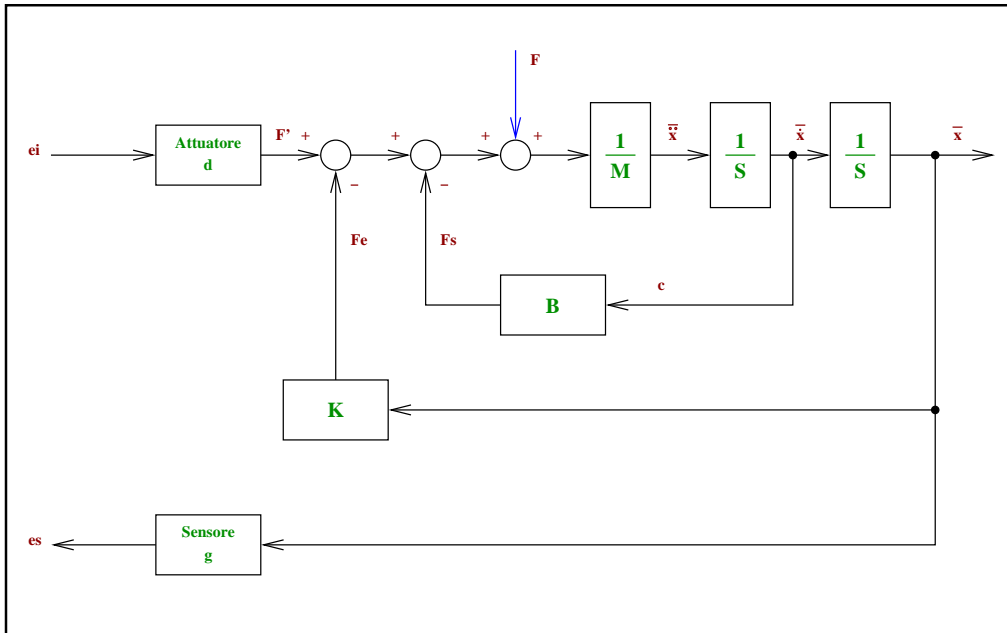 F
ei
Attuatore
d
F' + − + − + +
1
M
ẍ̅
1
S
ẋ̅
1
S
x̅
Fe
Fs
c
B
K
es
Sensore
g